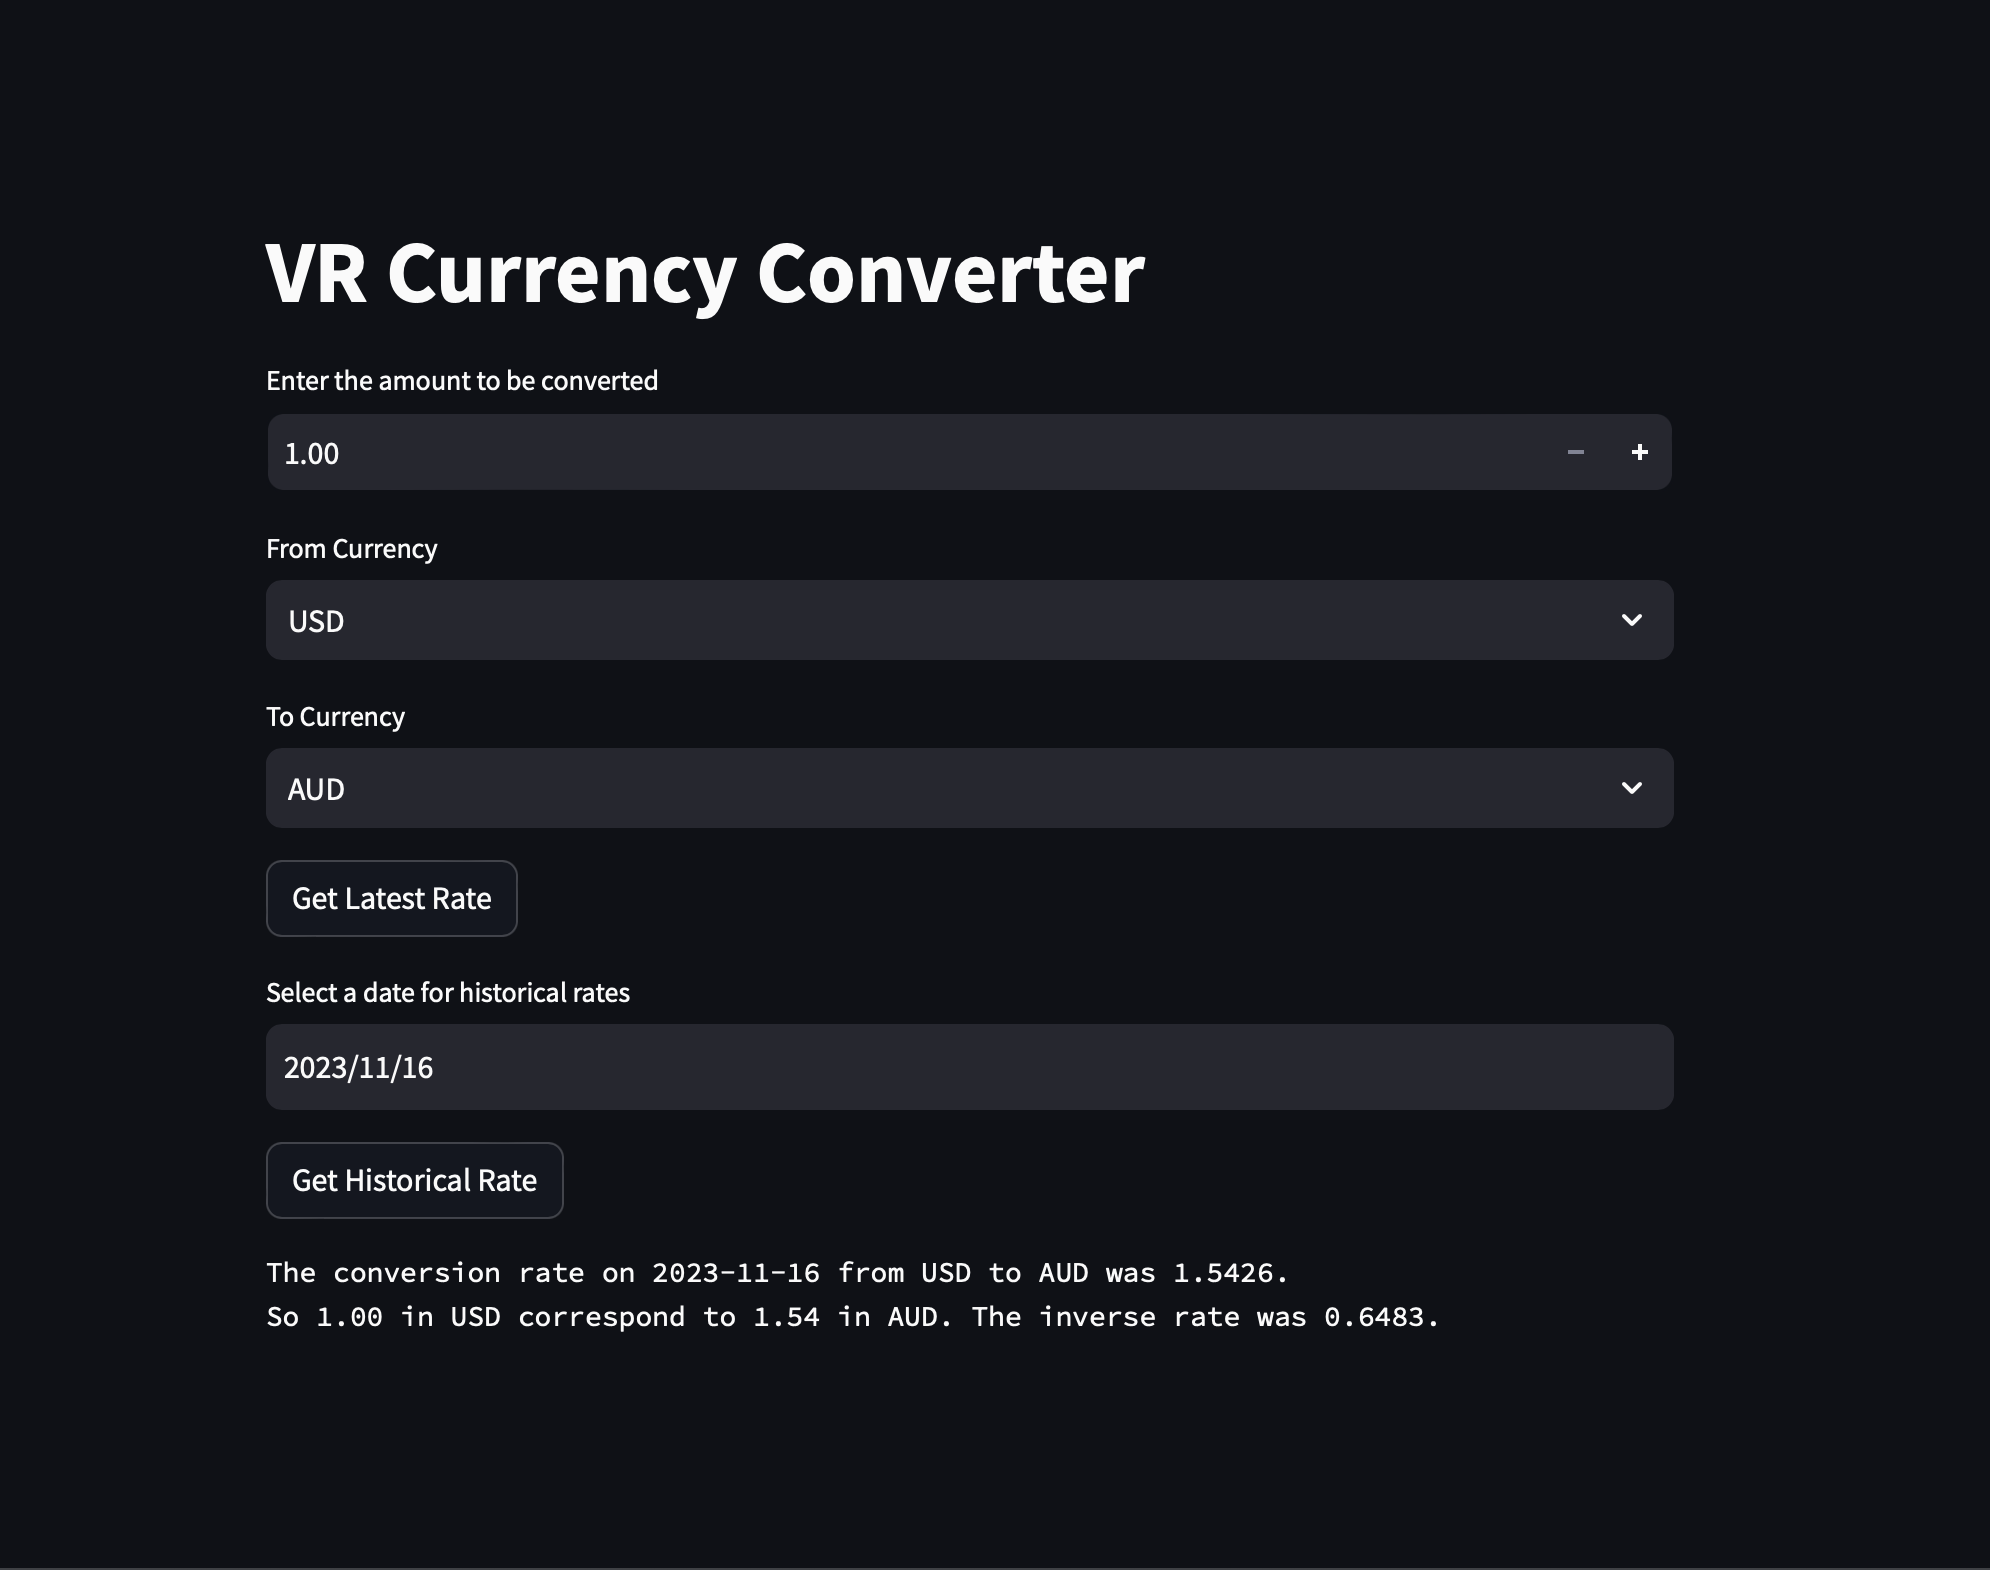 VR Currency Converter
Enter the amount to be converted
1.00
From Currency
USD
To Currency
AUD
Get Latest Rate
Select a date for historical rates
2023/11/16
Get Historical Rate
The conversion rate on 2023-11-16 from USD to AUD was 1.5426.
So 1.00 in USD correspond to 1.54 in AUD. The inverse rate was 0.6483.